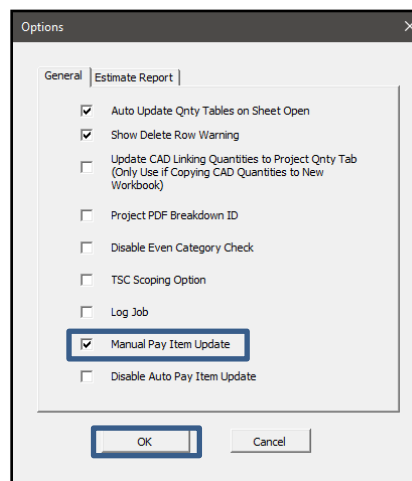 Options
General
Estimate Report
Auto Update Qnty Tables on Sheet Open
Show Delete Row Warning
Update CAD Linking Quantities to Project Qnty Tab
(Only Use if Copying CAD Quantities to New
Workbook)
Project PDF Breakdown ID
Disable Even Category Check
TSC Scoping Option
Log Job
Manual Pay Item Update
Disable Auto Pay Item Update
OK
Cancel